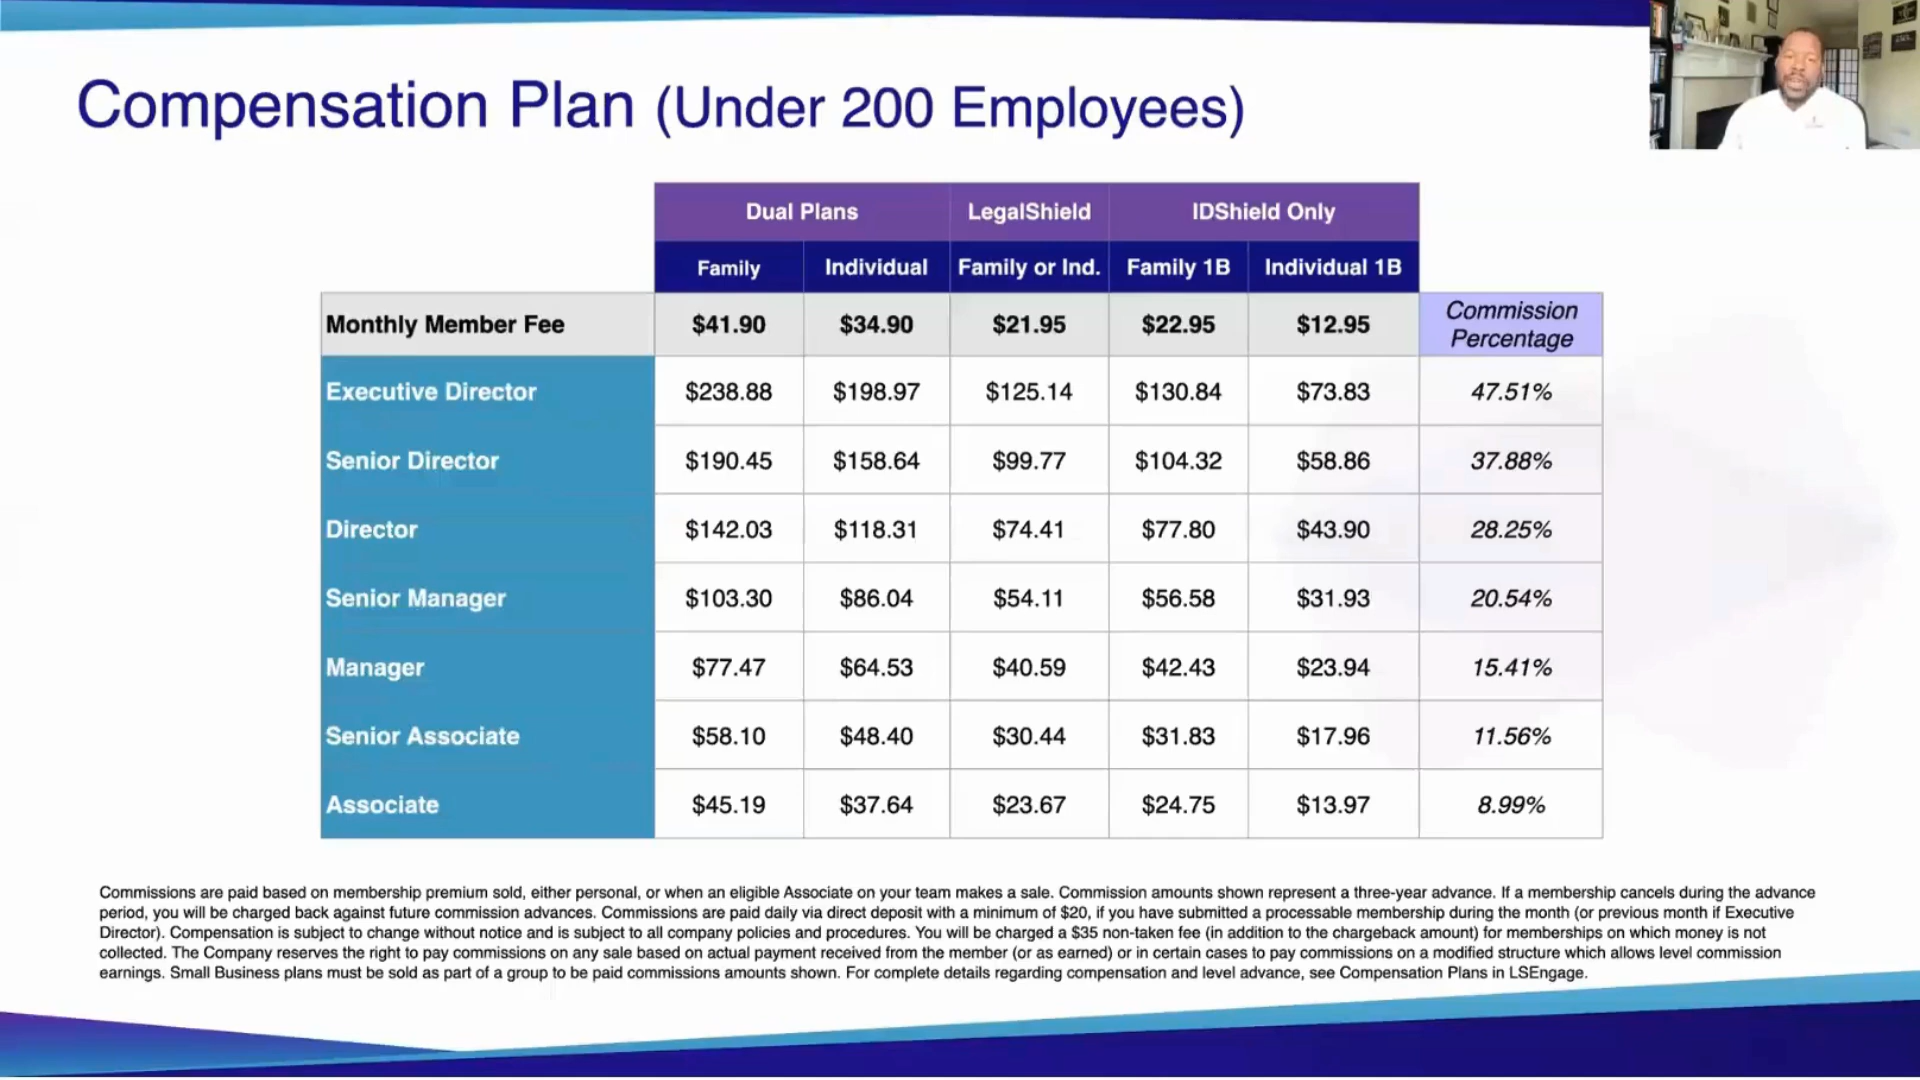 Compensation Plan (Under 200 Employees)
Dual Plans LegalShield IDShield Only
Family Individual Family or Ind. Family 1B Individual 1B
Monthly Member Fee $41.90 $34.90 $21.95 $22.95 $12.95 Commission
Percentage
Executive Director $238.88 $198.97 $125.14 $130.84 $73.83 47.51%
Senior Director $190.45 $158.64 $99.77 $104.32 $58.86 37.88%
Director $142.03 $118.31 $74.41 $77.80 $43.90 28.25%
Senior Manager $103.30 $86.04 $54.11 $56.58 $31.93 20.54%
Manager $77.47 $64.53 $40.59 $42.43 $23.94 15.41%
Senior Associate $58.10 $48.40 $30.44 $31.83 $17.96 11.56%
Associate $45.19 $37.64 $23.67 $24.75 $13.97 8.99%
Commissions are paid based on membership premium sold, either personal, or when an eligible Associate on your team makes a sale. Commission amounts shown represent a three-year advance. If a membership cancels during the advance
period, you will be charged back against future commission advances. Commissions are paid daily via direct deposit with a minimum of $20, if you have submitted a processable membership during the month (or previous month if Executive
Director). Compensation is subject to change without notice and is subject to all company policies and procedures. You will be charged a $35 non-taken fee (in addition to the chargeback amount) for memberships on which money is not
collected. The Company reserves the right to pay commissions on any sale based on actual payment received from the member (or as earned) or in certain cases to pay commissions on a modified structure which allows level commission
earnings. Small Business plans must be sold as part of a group to be paid commissions amounts shown. For complete details regarding compensation and level advance, see Compensation Plans in LSEngage.